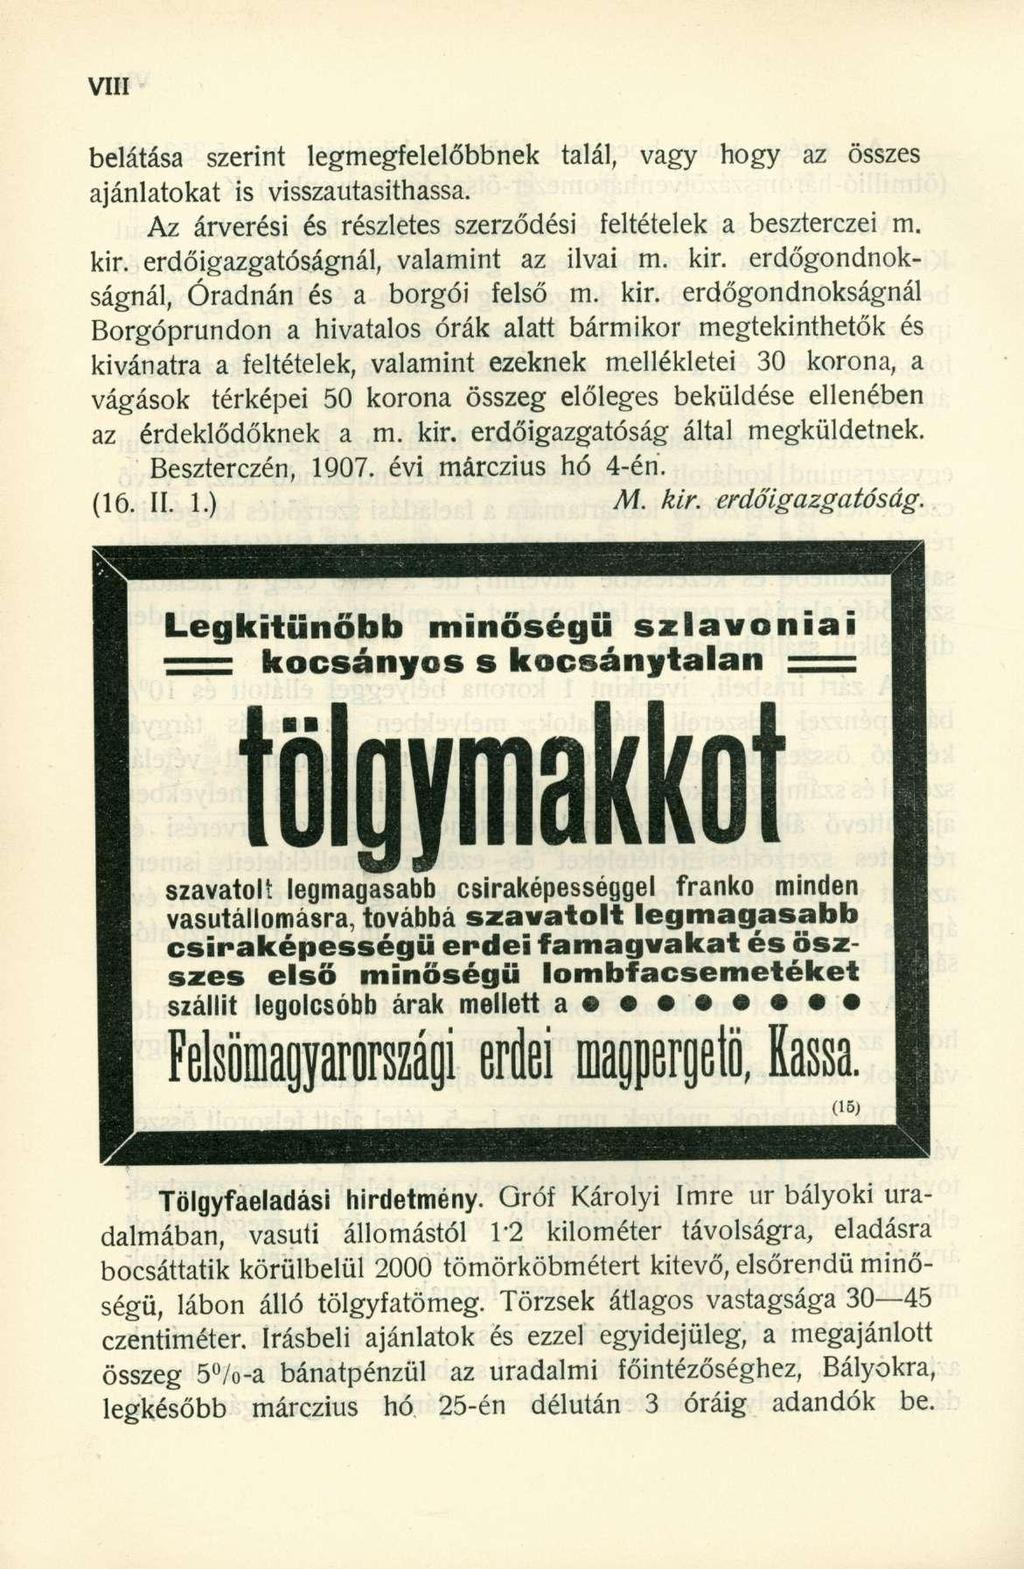 VIII
belátása szerint legmegfelelőbbnek talál, vagy hogy az összes
ajánlatokat is visszautasithassa.
Az árverési és részletes szerződési feltételek a beszterczei m.
kir. erdőigazgatóságnál, valamint az ilvai m. kir. erdőgondnok-
ságnál, Óradnán és a borgói felső m. kir. erdőgondnokságnál
Borgóprundon a hivatalos órák alatt bármikor megtekinthetők és
kivánatra a feltételek, valamint ezeknek mellékletei 30 korona, a
vágások térképei 50 korona összeg előleges beküldése ellenében
az érdeklődőknek a m. kir. erdőigazgatóság által megküldetnek.
Beszterczén, 1907. évi márczius hó 4-én.
(16. II. 1.) M. kir. erdőigazgatóság.
Legkitünőbb minőségü szlavoniai
kocsányos s kocsánytalan
tölgymakkot
szavatolt legmagasabb csiraképességgel franko minden
vasutállomásra, továbbá szavatolt legmagasabb
csiraképességü erdei famagvakat és ösz-
szes első minőségü lombfacsemetéket
szállit legolcsóbb árak mellett a
Felsömagyarországi erdei magpergetö, Kassa.
(15)
Tölgyfaeladási hirdetmény. Gróf Károlyi Imre ur bályoki ura-
dalmában, vasuti állomástól 1·2 kilométer távolságra, eladásra
bocsáttatik körülbelül 2000 tömörköbmétert kitevő, elsőrendü minő-
ségü, lábon álló tölgyfatömeg. Törzsek átlagos vastagsága 30—45
czentiméter. Irásbeli ajánlatok és ezzel egyidejüleg, a megajánlott
összeg 5%-a bánatpénzül az uradalmi főintézőséghez, Bályokra,
legkésőbb márczius hó 25-én délután 3 óráig adandók be.